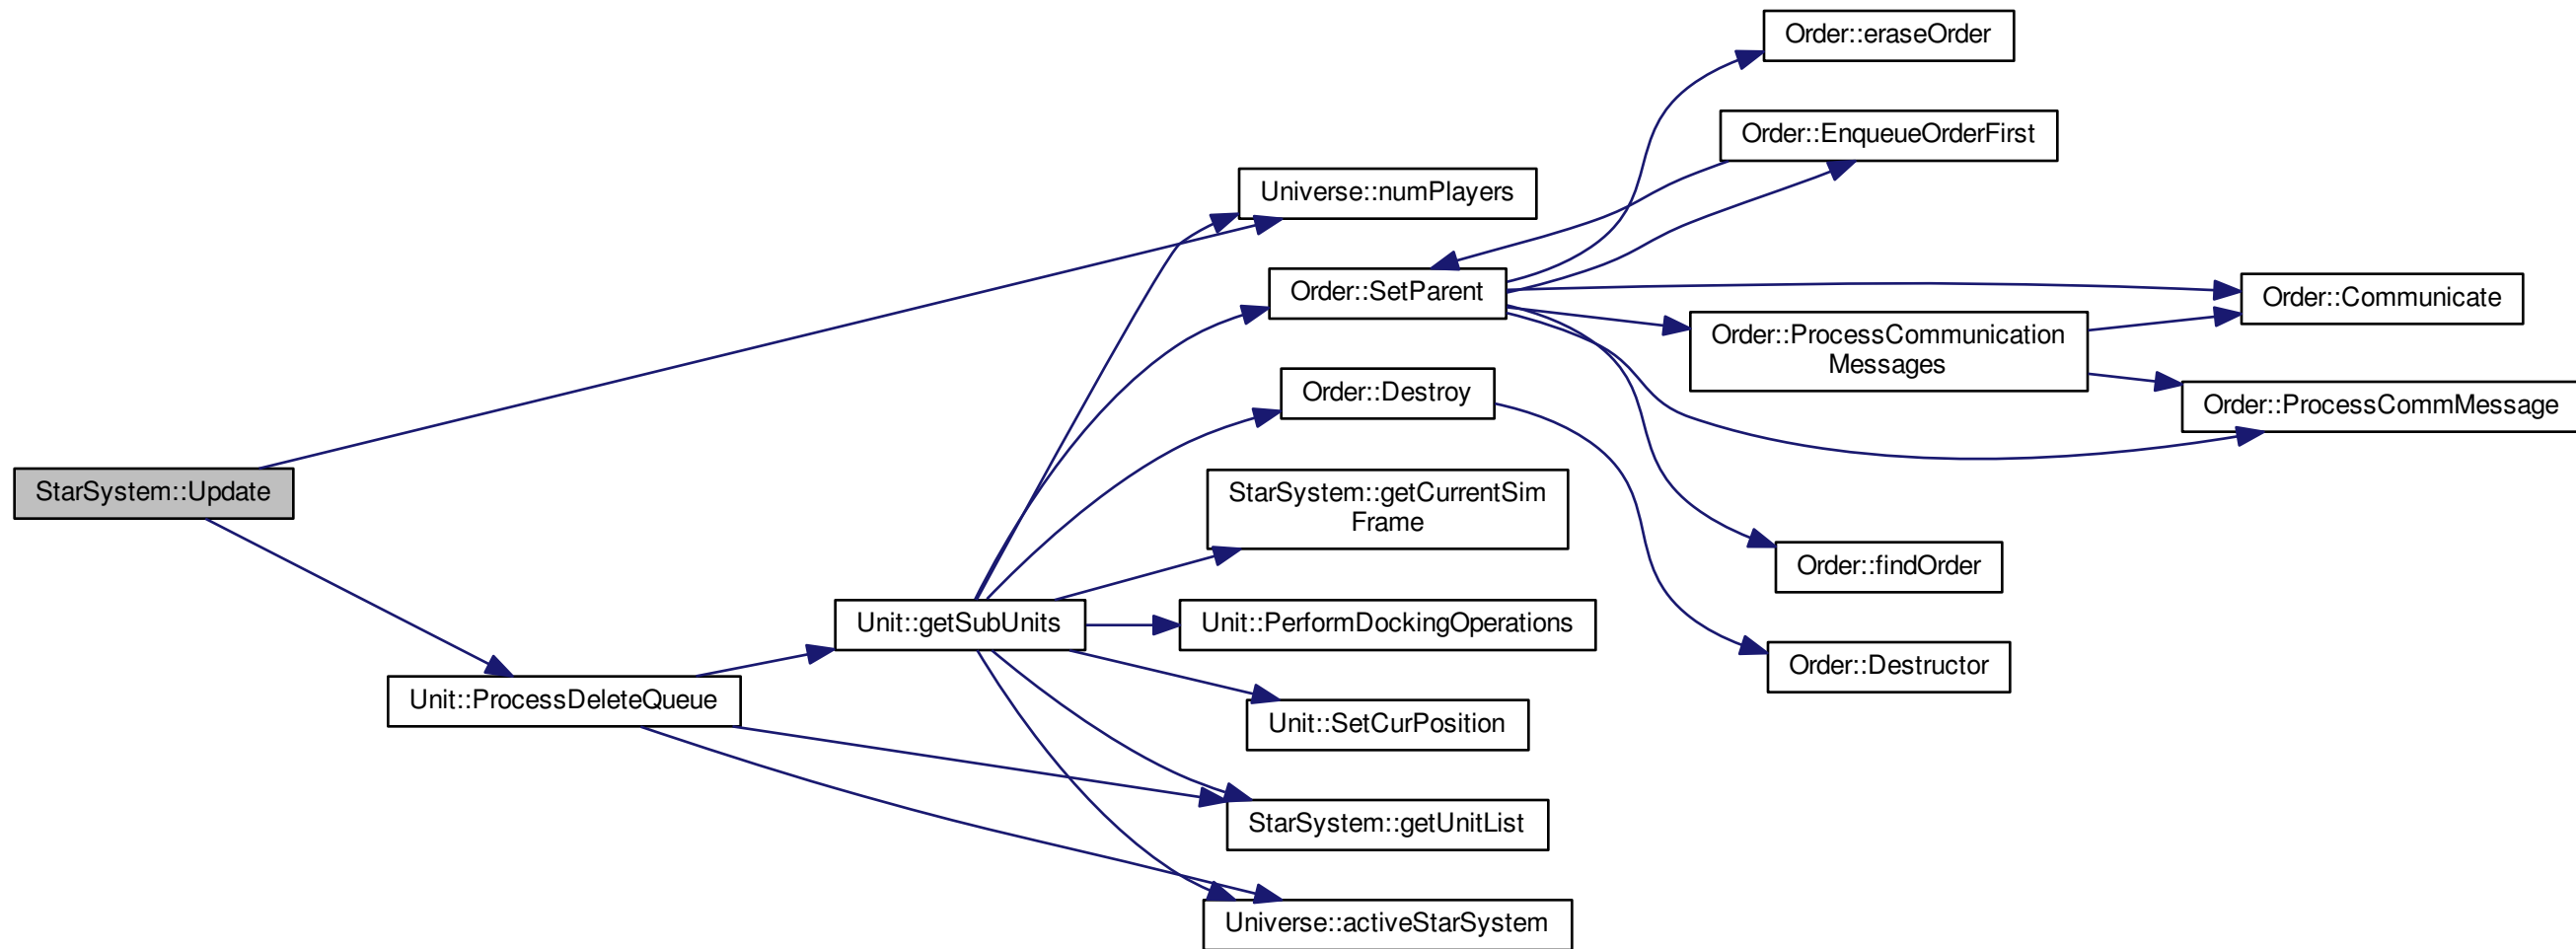 Order::eraseOrder
Order::EnqueueOrderFirst
Universe::numPlayers
Order::SetParent
Order::Communicate
Order::ProcessCommunication
Messages
Order::Destroy
Order::ProcessCommMessage
StarSystem::Update
StarSystem::getCurrentSim
Frame
Order::findOrder
Unit::getSubUnits
Unit::PerformDockingOperations
Order::Destructor
Unit::ProcessDeleteQueue
Unit::SetCurPosition
StarSystem::getUnitList
Universe::activeStarSystem